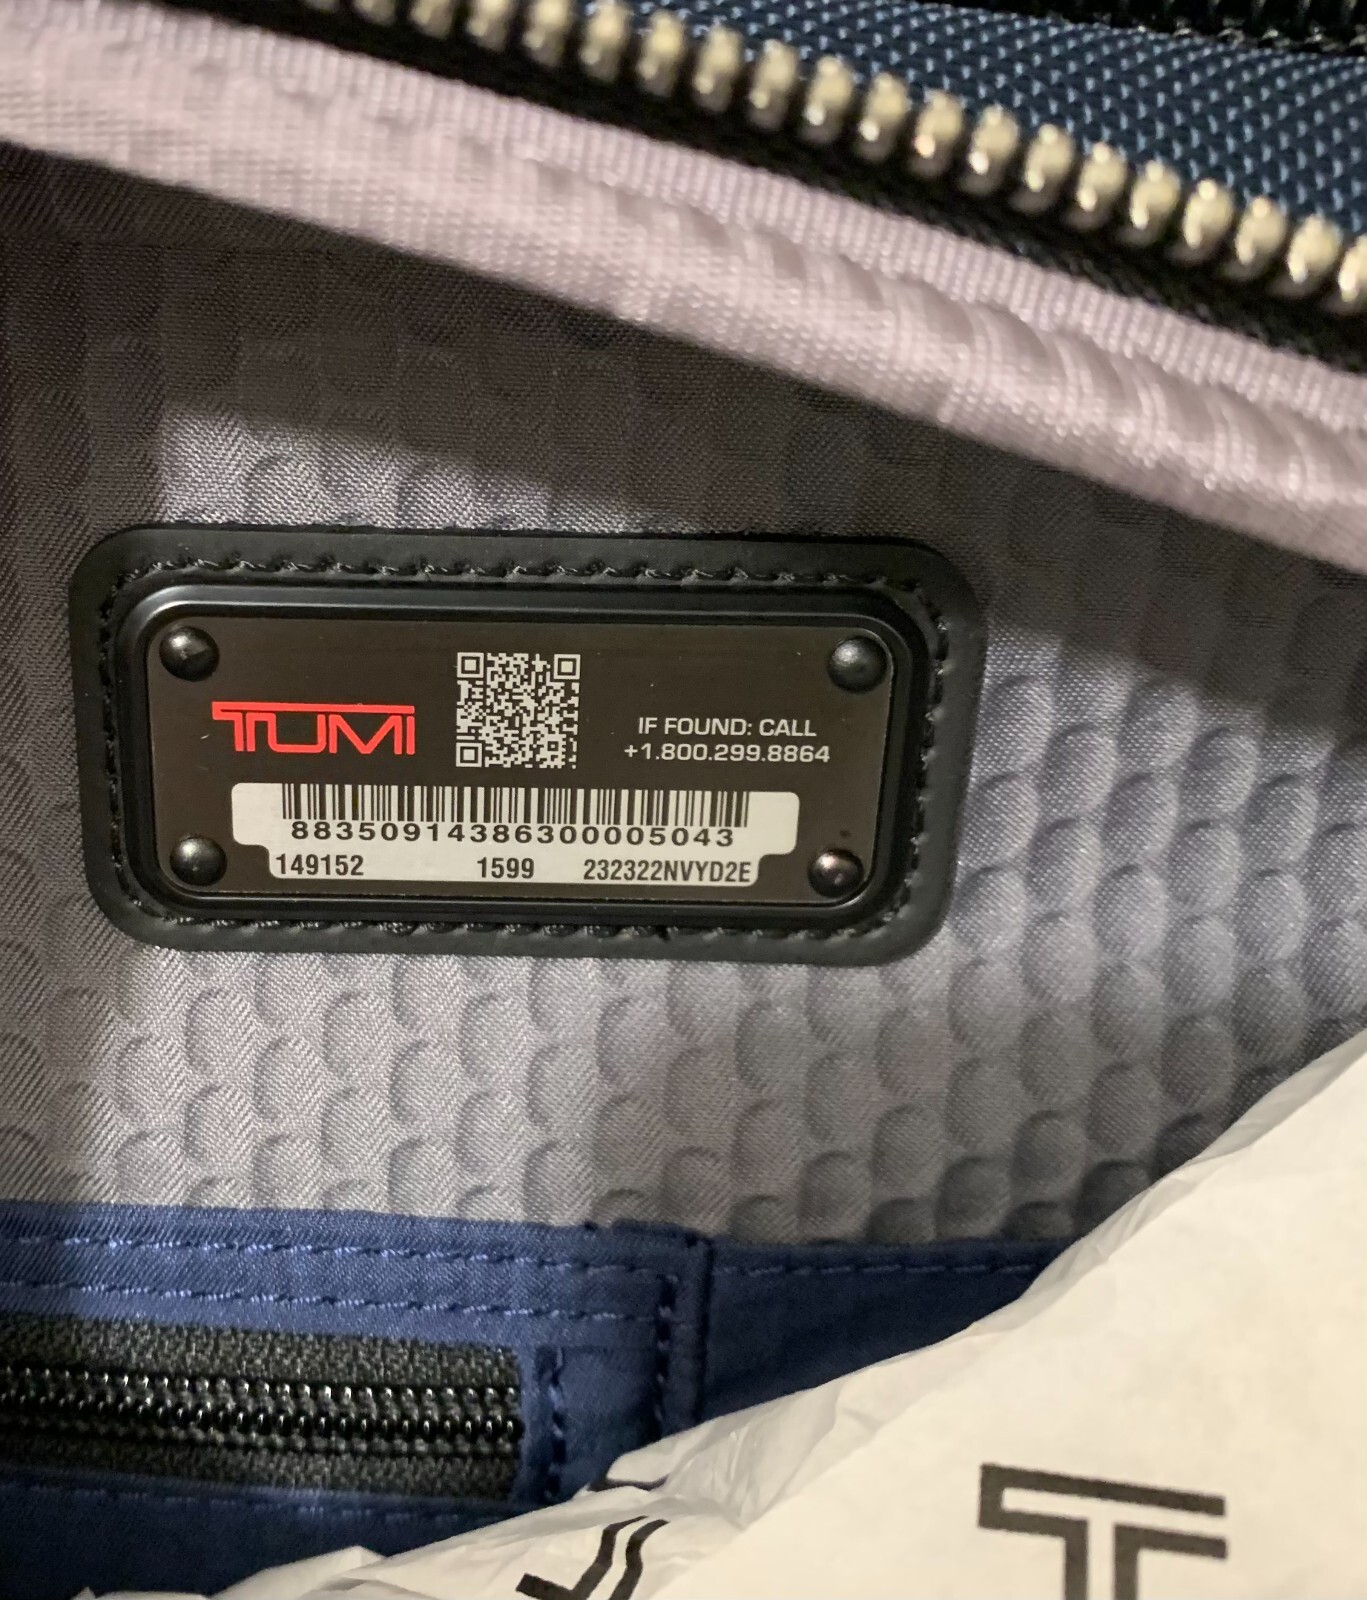 TUMI
IF FOUND: CALL
+1.800.299.8864
88350914386300005043
149152 1599 232322NVYD2E
T